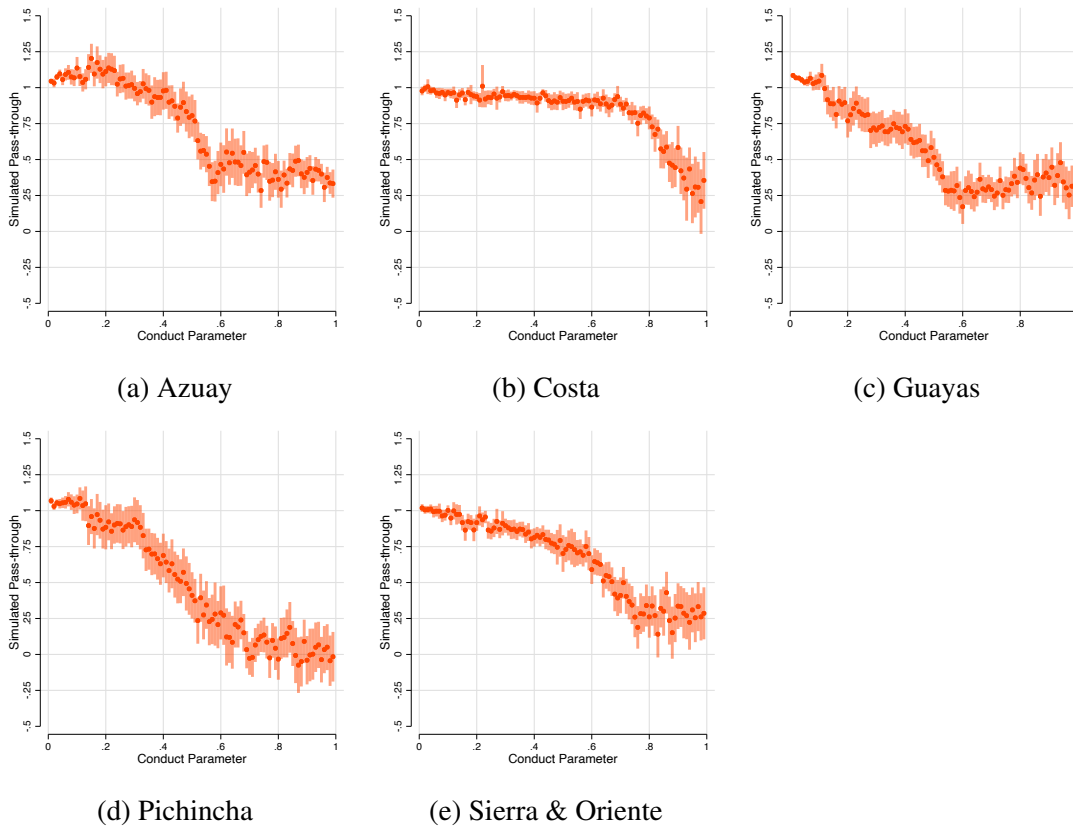 1.5
1.25
1
.75
.5
.25
0
-.25
-.5
Simulated Pass-through
0 .2 .4 .6 .8 1
Conduct Parameter
(a) Azuay
1.5
1.25
1
.75
.5
.25
0
-.25
-.5
Simulated Pass-through
0 .2 .4 .6 .8 1
Conduct Parameter
(b) Costa
1.5
1.25
1
.75
.5
.25
0
-.25
-.5
Simulated Pass-through
0 .2 .4 .6 .8
Conduct Parameter
(c) Guayas
1.5
1.25
1
.75
.5
.25
0
-.25
-.5
Simulated Pass-through
0 .2 .4 .6 .8 1
Conduct Parameter
(d) Pichincha
1.5
1.25
1
.75
.5
.25
0
-.25
-.5
Simulated Pass-through
0 .2 .4 .6 .8 1
Conduct Parameter
(e) Sierra & Oriente